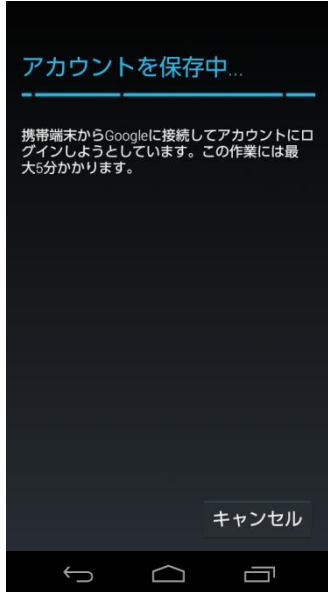 アカウントを保存中...
携帯端末からGoogleに接続してアカウントにロ
グインしようとしています。この作業には最
大5分かかります。
キャンセル